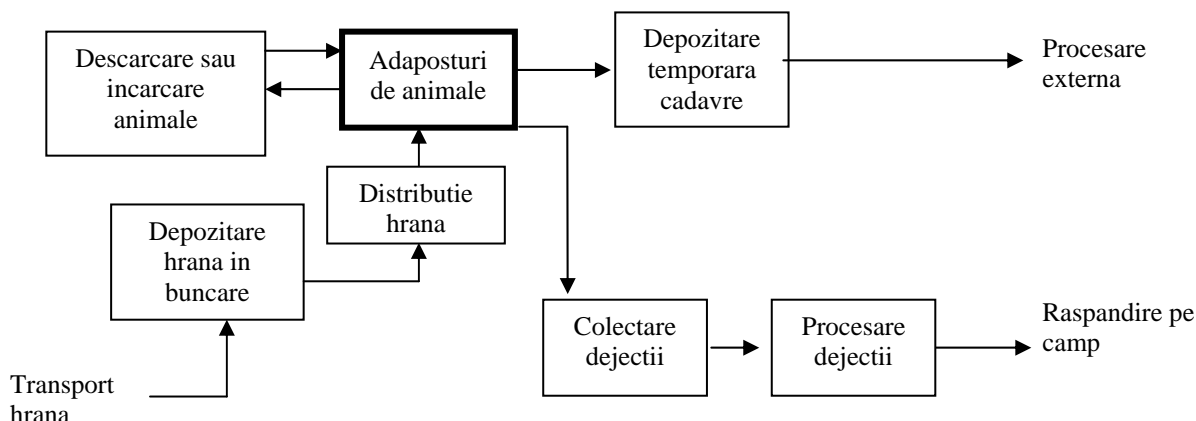 Descarcare sau
incarcare
animale
Adaposturi
de animale
Depozitare
temporara
cadavre
Procesare
externa
Distributie
hrana
Depozitare
hrana in
buncare
Colectare
dejectii
Procesare
dejectii
Raspandire pe
camp
Transport
hrana